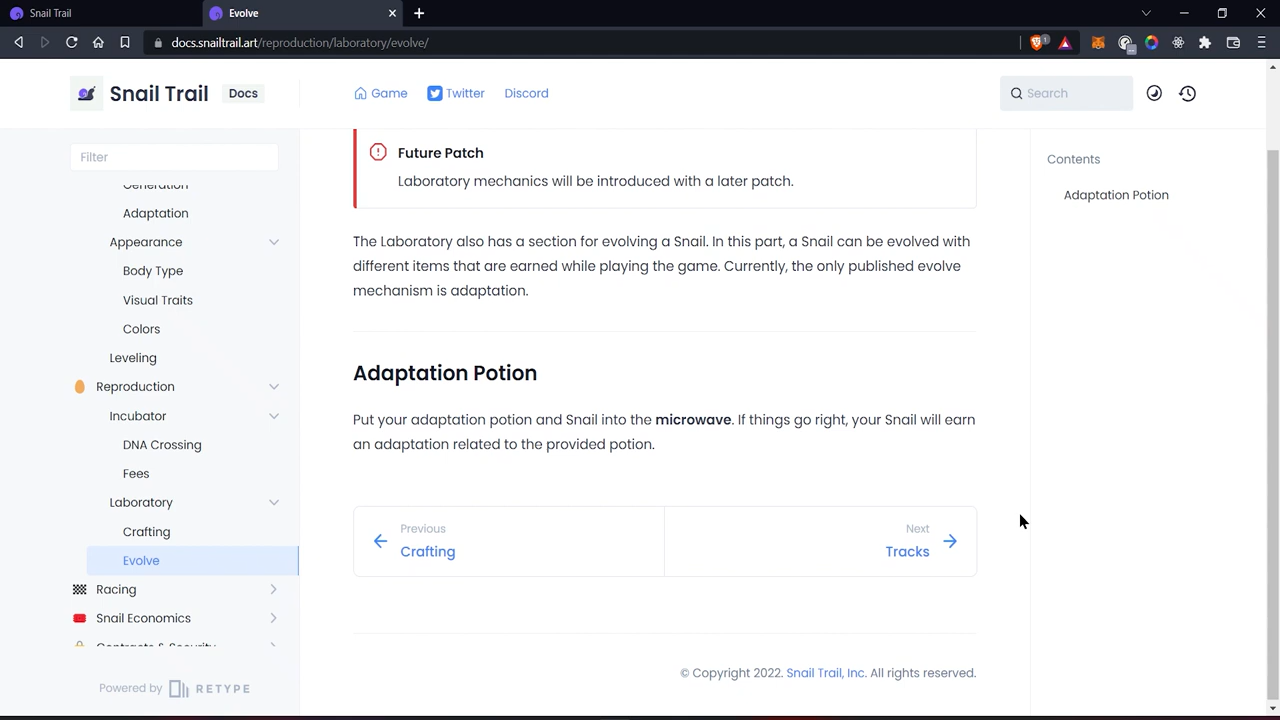 Snail Trail
Evolve
docs.snailtrail.art/reproduction/laboratory/evolve/
1
Snail Trail
Docs
Game
Twitter
Discord
Search
Filter
Generation
Adaptation
Appearance
Body Type
Visual Traits
Colors
Leveling
Reproduction
Incubator
DNA Crossing
Fees
Laboratory
Crafting
Evolve
Racing
Snail Economics
Contracts & Security
Powered by RETYPE
Future Patch
Laboratory mechanics will be introduced with a later patch.
The Laboratory also has a section for evolving a Snail. In this part, a Snail can be evolved with
different items that are earned while playing the game. Currently, the only published evolve
mechanism is adaptation.
Adaptation Potion
Put your adaptation potion and Snail into the microwave. If things go right, your Snail will earn
an adaptation related to the provided potion.
Previous
Crafting
Next
Tracks
© Copyright 2022. Snail Trail, Inc. All rights reserved.
Contents
Adaptation Potion